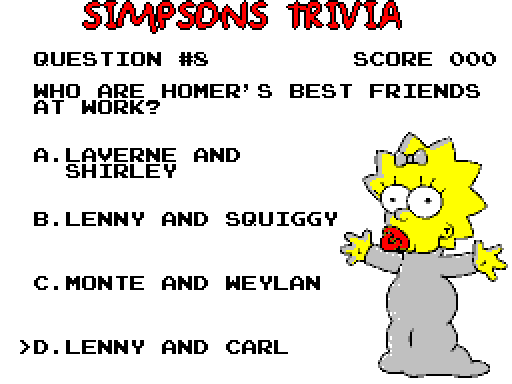 SIMPSONS TRIVIA
QUESTION #8 SCORE 000
WHO ARE HOMER'S BEST FRIENDS
AT WORK?
A.LAVERNE AND
SHIRLEY
B.LENNY AND SQUIGGY
C.MONTE AND WEYLAN
>D.LENNY AND CARL